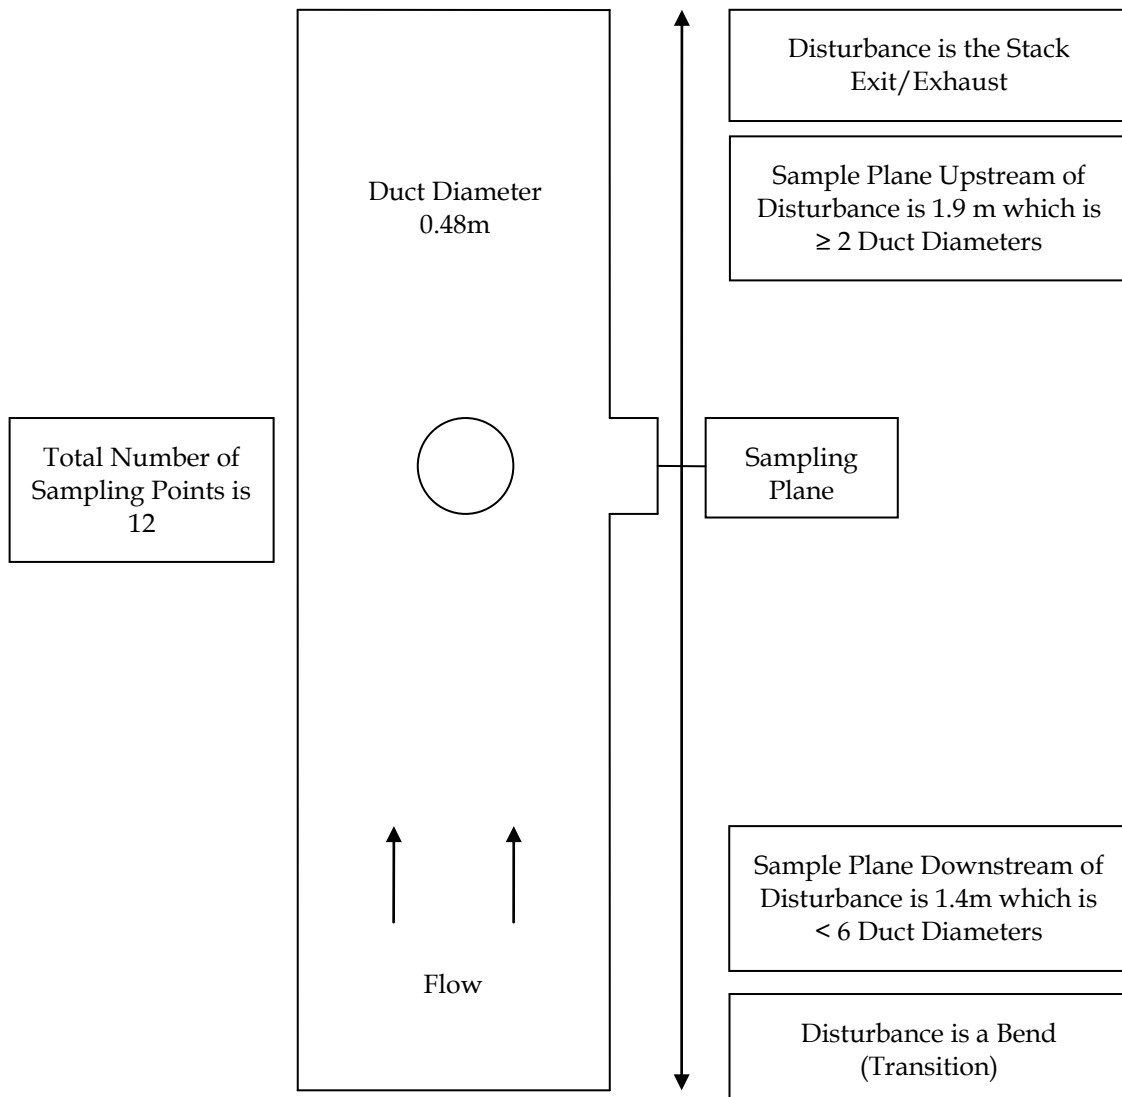 Disturbance is the Stack
Exit/Exhaust
Sample Plane Upstream of
Disturbance is 1.9 m which is
≥ 2 Duct Diameters
Duct Diameter
0.48m
Total Number of
Sampling Points is
12
Sampling
Plane
Sample Plane Downstream of
Disturbance is 1.4m which is
< 6 Duct Diameters
Flow
Disturbance is a Bend
(Transition)